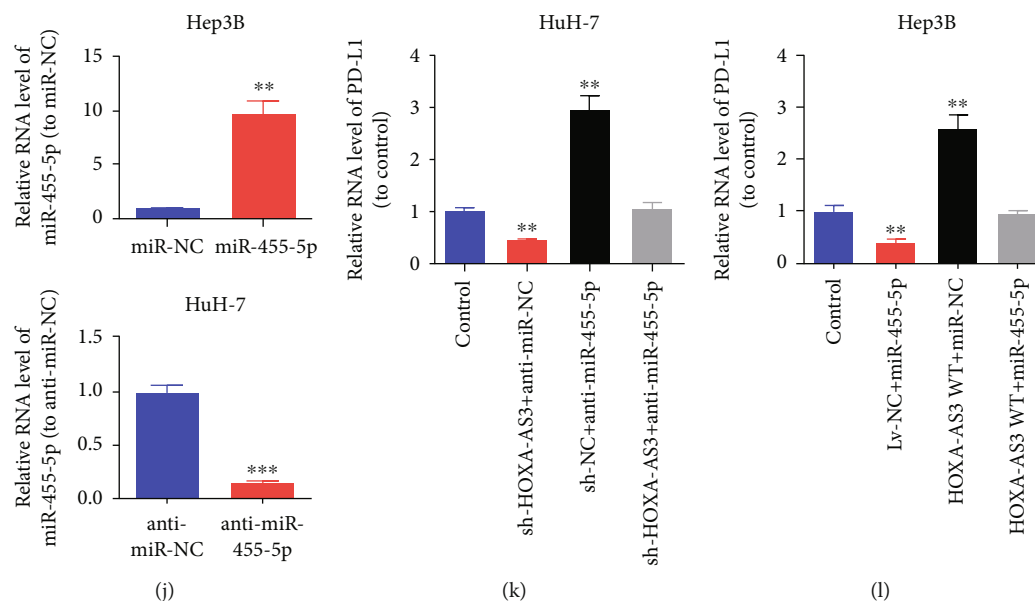 Hep3B
Relative RNA level of
miR-455-5p (to miR-NC)
15
10
5
0
**
miR-NC
miR-455-5p
HuH-7
Relative RNA level of
miR-455-5p (to anti-miR-NC)
1.5
1.0
0.5
0.0
***
anti-
miR-NC
anti-miR-
455-5p
(j)
HuH-7
Relative RNA level of PD-L1
(to control)
4
3
2
1
0
**
**
Control
sh-HOXA-AS3+anti-miR-NC
sh-NC+anti-miR-455-5p
sh-HOXA-AS3+anti-miR-455-5p
(k)
Hep3B
Relative RNA level of PD-L1
(to control)
4
3
2
1
0
**
**
Control
Lv-NC+miR-455-5p
HOXA-AS3 WT+miR-NC
HOXA-AS3 WT+miR-455-5p
(l)